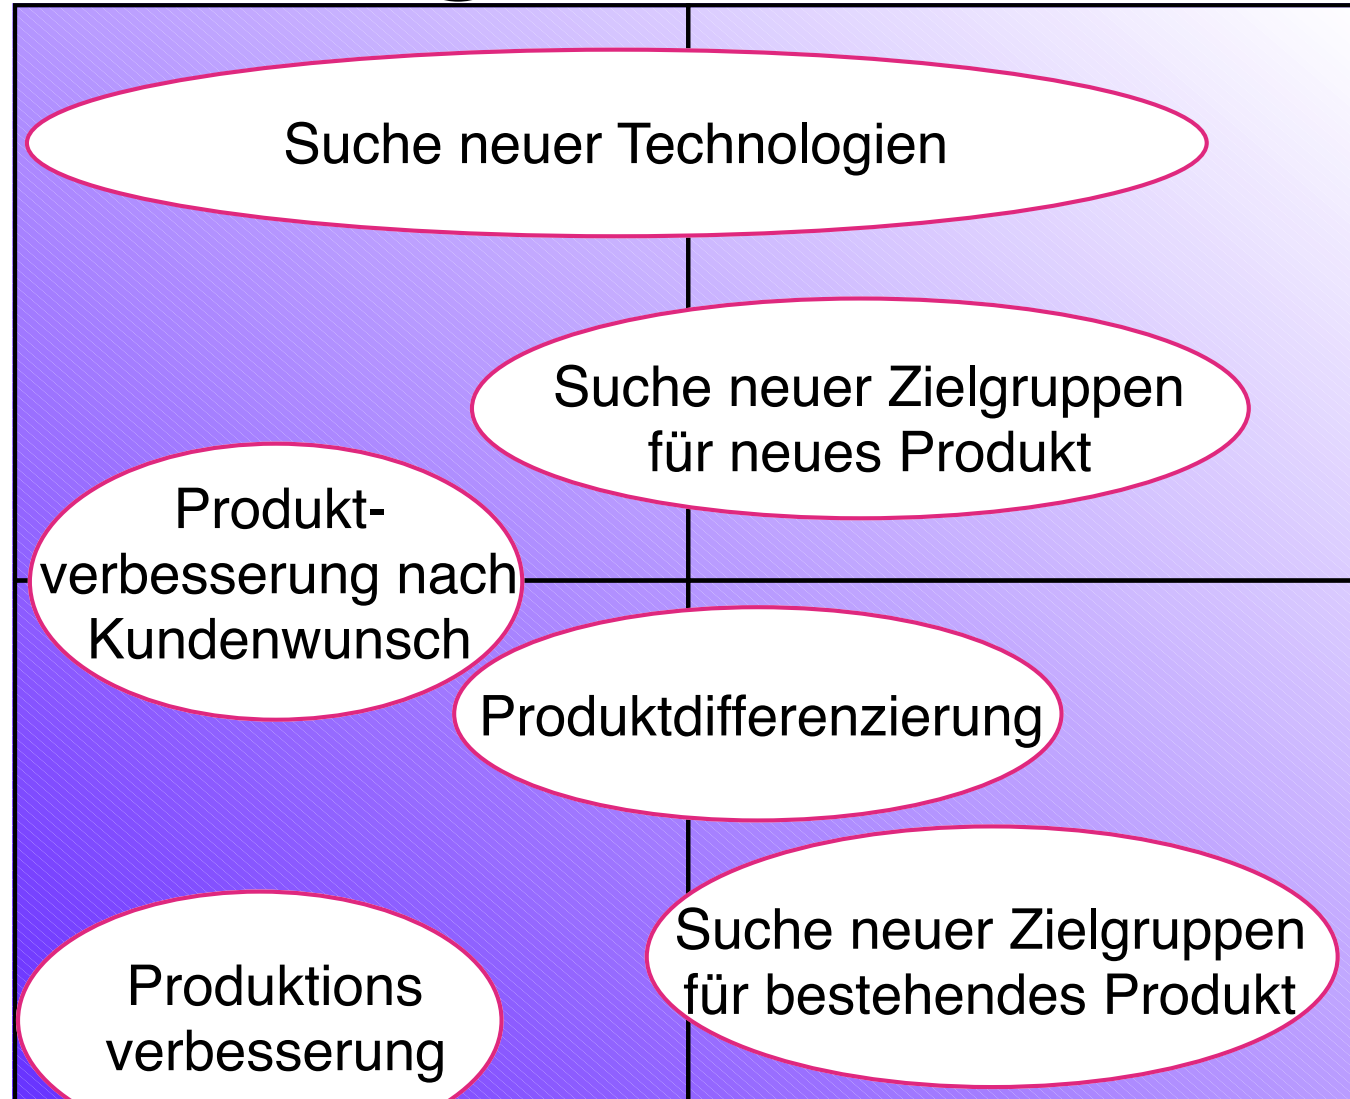 Suche neuer Technologien
Suche neuer Zielgruppen
für neues Produkt
Produkt-
verbesserung nach
Kundenwunsch
Produktdifferenzierung
Suche neuer Zielgruppen
für bestehendes Produkt
Produktions
verbesserung